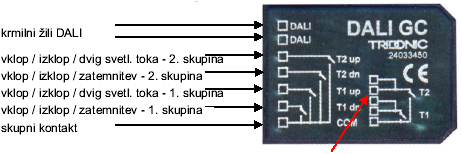 krmilni žili DALI
vklop / izklop / dvig svetl. toka - 2. skupina
vklop / izklop / zatemnitev - 2. skupina
vklop / izklop / dvig svetl. toka - 1. skupina
vklop / izklop / zatemnitev - 1. skupina
skupni kontakt
DALI
DALI
T2 up
T2 dn
T1 up
T1 dn
COM
DALI GC
TRIDONIC
24033450
CE
T2
T1